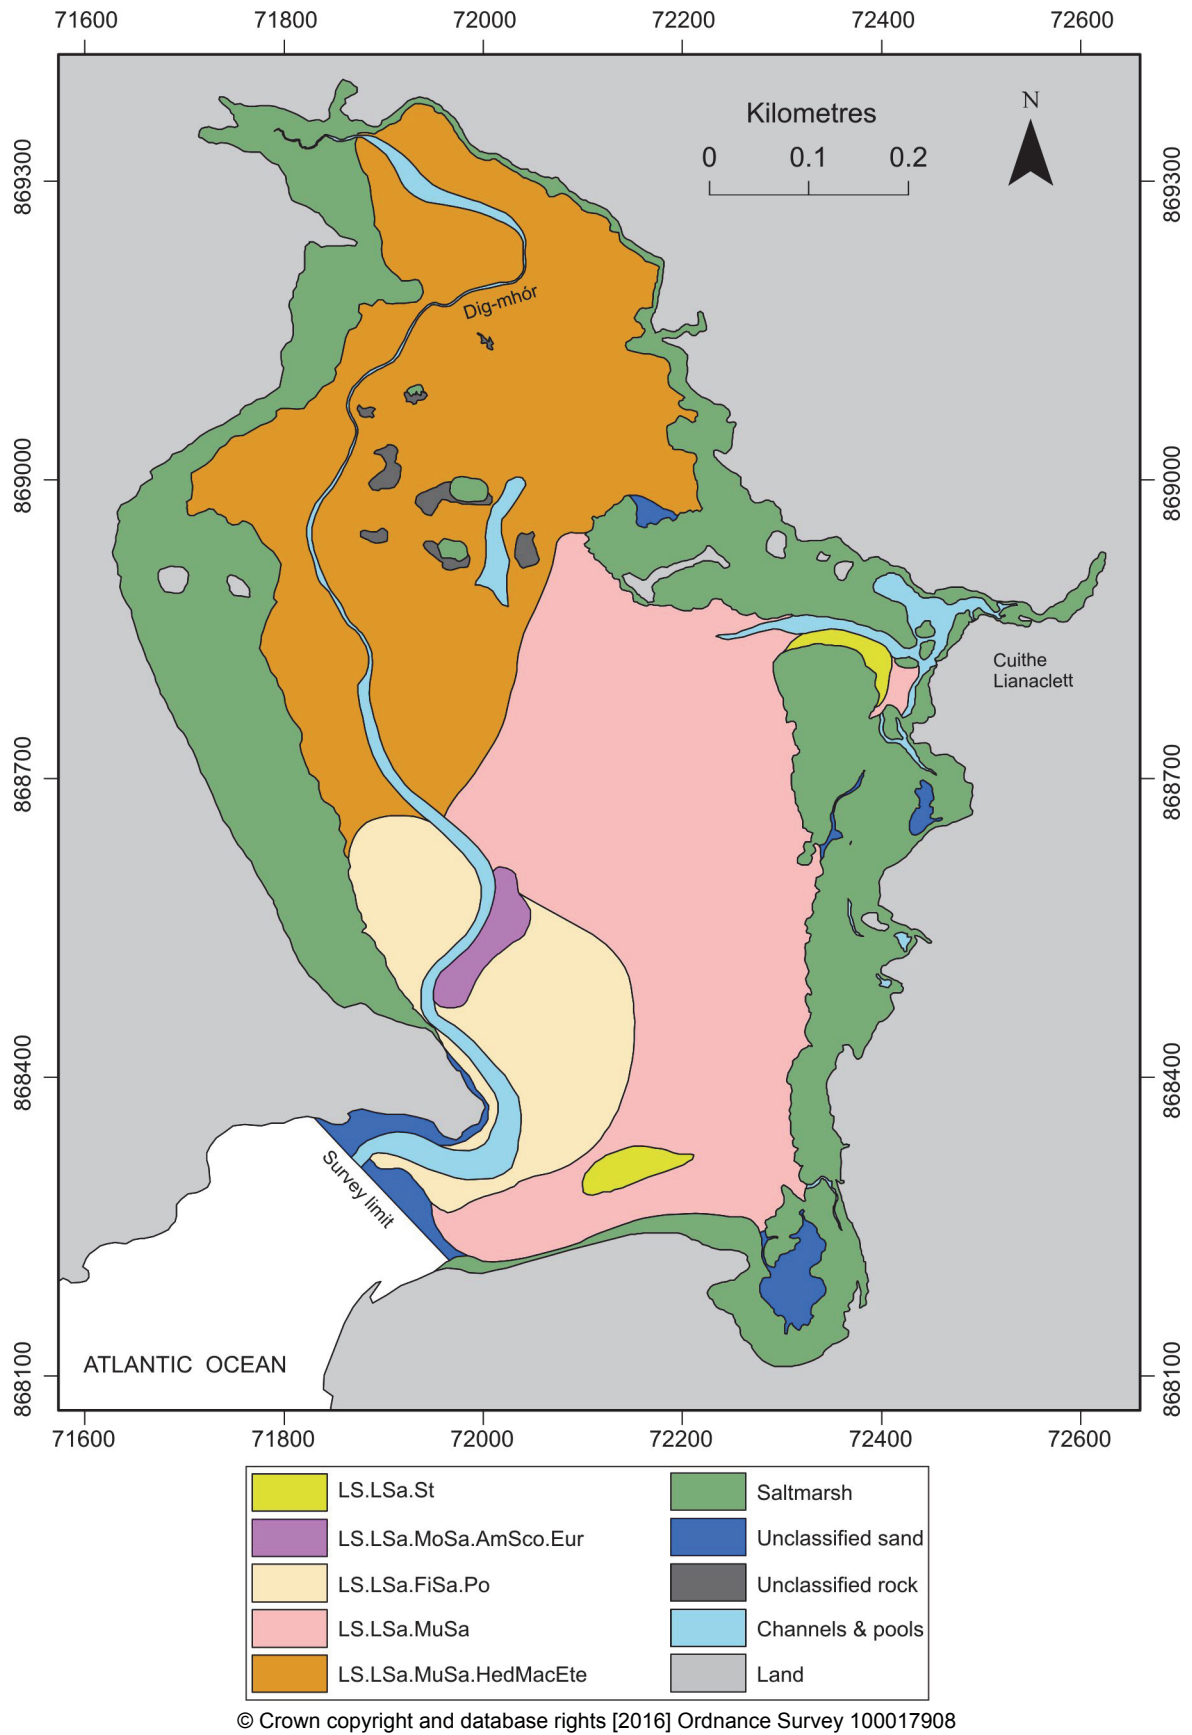 71600 71800 72000 72200 72400 72600
Kilometres
0 0.1 0.2
N
869300 869300
Dig-mhór
869000 869000
Cuithe
Lianaclett
868700 868700
868400 868400
Survey limit
ATLANTIC OCEAN
868100 868100
71600 71800 72000 72200 72400 72600
LS.LSa.St
LS.LSa.MoSa.AmSco.Eur
LS.LSa.FiSa.Po
LS.LSa.MuSa
LS.LSa.MuSa.HedMacEte
Saltmarsh
Unclassified sand
Unclassified rock
Channels & pools
Land
© Crown copyright and database rights [2016] Ordnance Survey 100017908